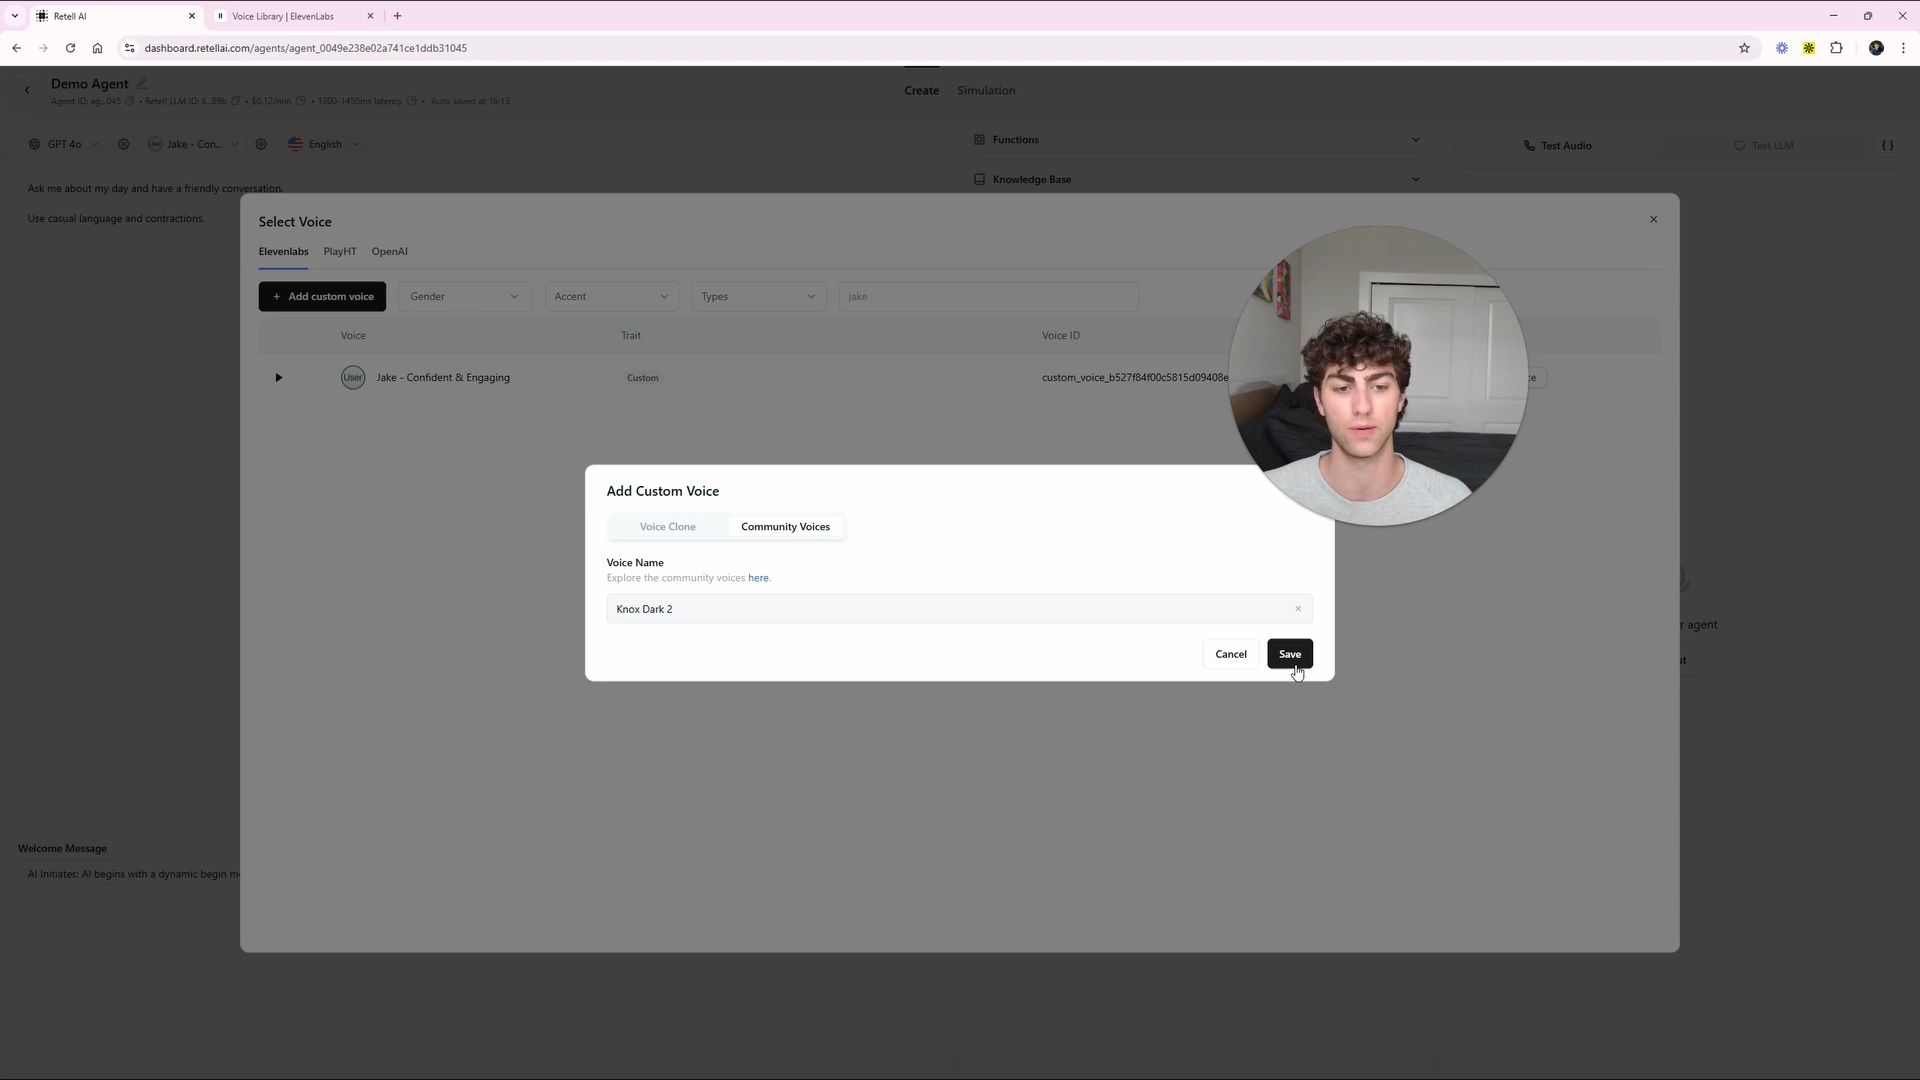 Retell AI
Voice Library | ElevenLabs
dashboard.retellai.com/agents/agent_0049e238e02a741ce1ddb31045
Demo Agent
Agent ID: ag...045 • Retell LLM ID: ll...89b • $0.12/min • 1300-1450ms latency • Auto saved at 16:13
Create
Simulation
GPT 4o
Jake - Con...
English
Functions
Test Audio
Test LLM
{ }
Knowledge Base
Ask me about my day and have a friendly conversation.
Use casual language and contractions.
Select Voice
Elevenlabs
PlayHT
OpenAI
+ Add custom voice
Gender
Accent
Types
jake
Voice
Trait
Voice ID
User
Jake - Confident & Engaging
Custom
custom_voice_b527f84f00c5815d09408e
ce
Add Custom Voice
Voice Clone
Community Voices
Voice Name
Explore the community voices here.
Knox Dark 2
Cancel
Save
r agent
st
Welcome Message
AI Initiates: AI begins with a dynamic begin m